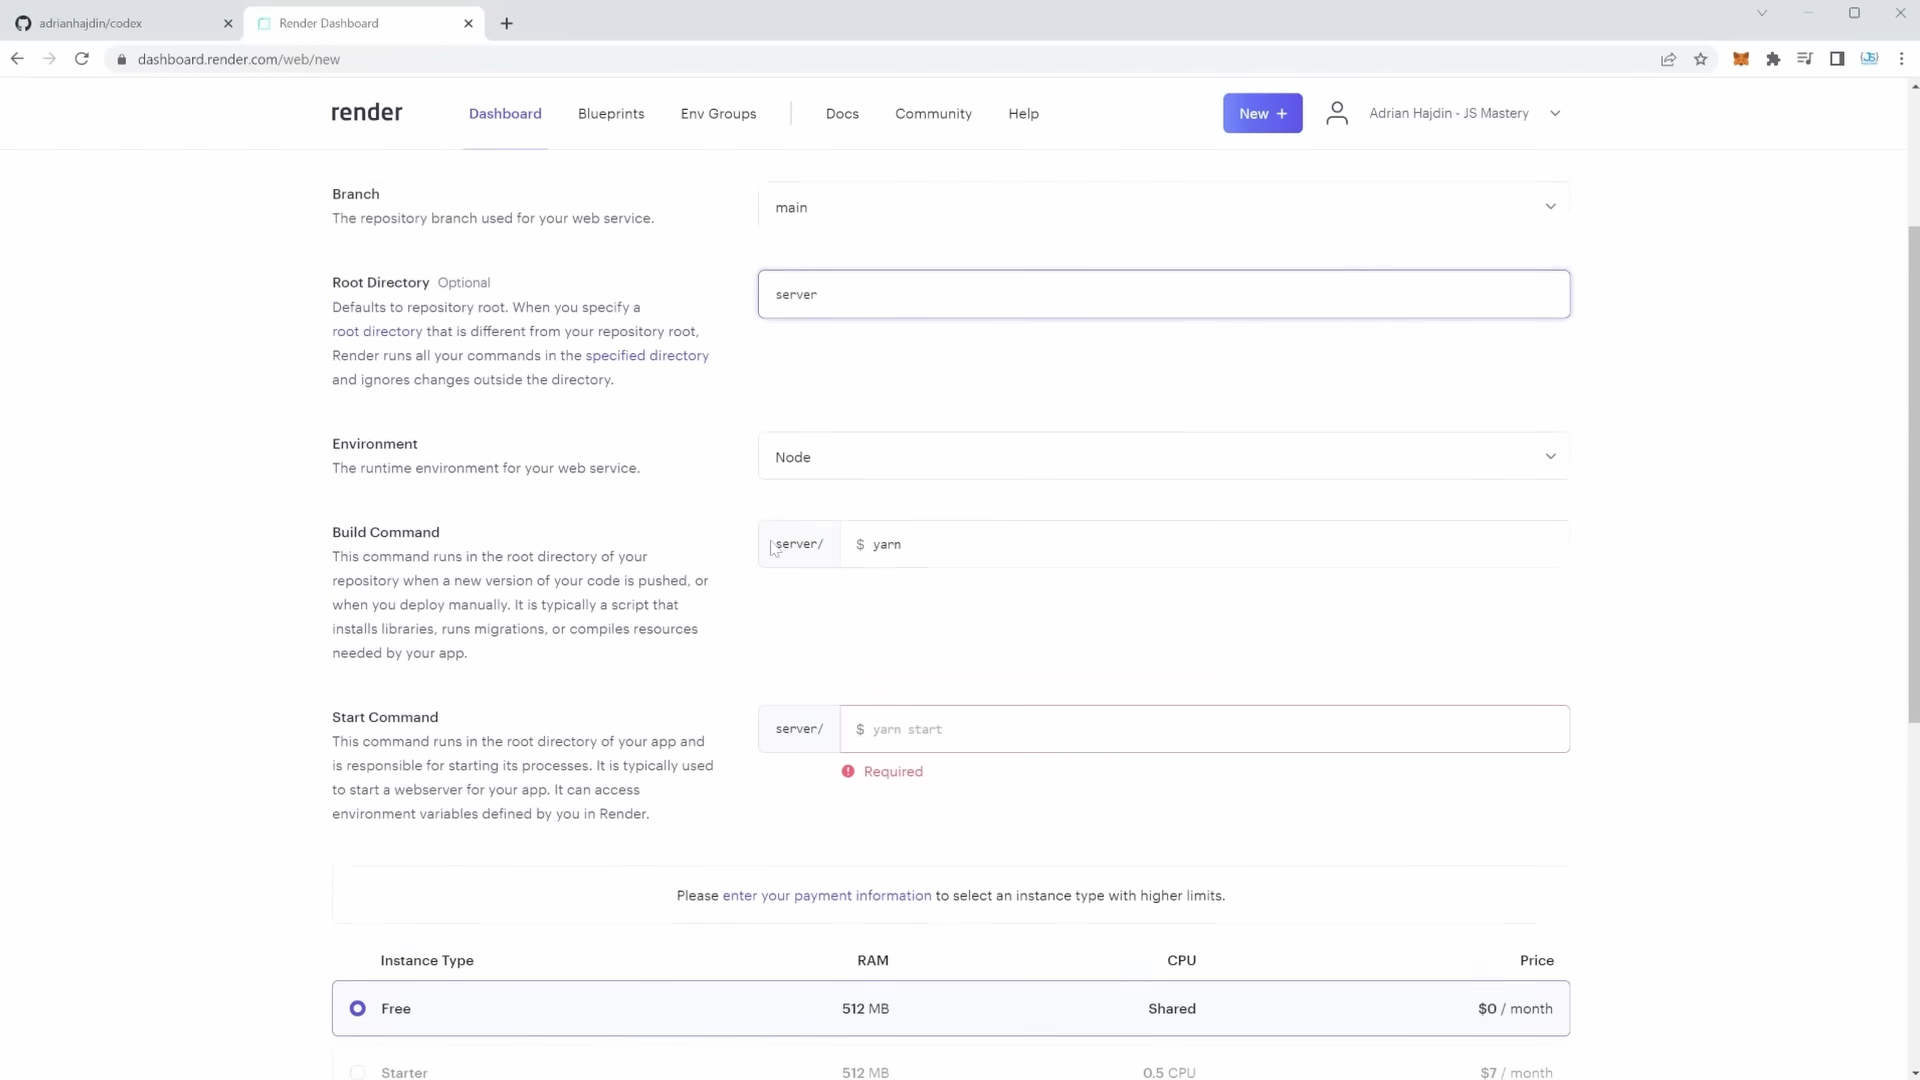 adrianhajdin/codex
Render Dashboard
dashboard.render.com/web/new
render
Dashboard
Blueprints
Env Groups
Docs
Community
Help
New +
Adrian Hajdin - JS Mastery
Branch
The repository branch used for your web service.
main
Root Directory Optional
Defaults to repository root. When you specify a
root directory that is different from your repository root,
Render runs all your commands in the specified directory
and ignores changes outside the directory.
server
Environment
The runtime environment for your web service.
Node
Build Command
This command runs in the root directory of your
repository when a new version of your code is pushed, or
when you deploy manually. It is typically a script that
installs libraries, runs migrations, or compiles resources
needed by your app.
server/ $ yarn
Start Command
This command runs in the root directory of your app and
is responsible for starting its processes. It is typically used
to start a webserver for your app. It can access
environment variables defined by you in Render.
server/ $ yarn start
Required
Please enter your payment information to select an instance type with higher limits.
Instance Type RAM CPU Price
Free 512 MB Shared $0 / month
Starter 512 MB 0.5 CPU $7 / month